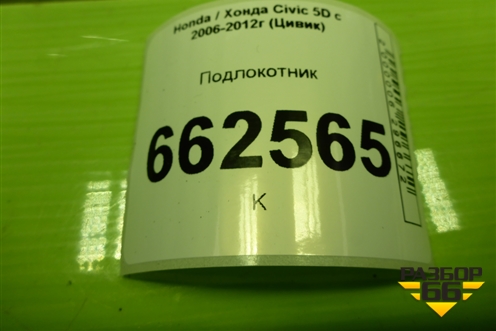 Honda / Хонда Civic 5D с
2006-2012г (Цивик)
Подлокотник
662565
К
РАЗБОР
66